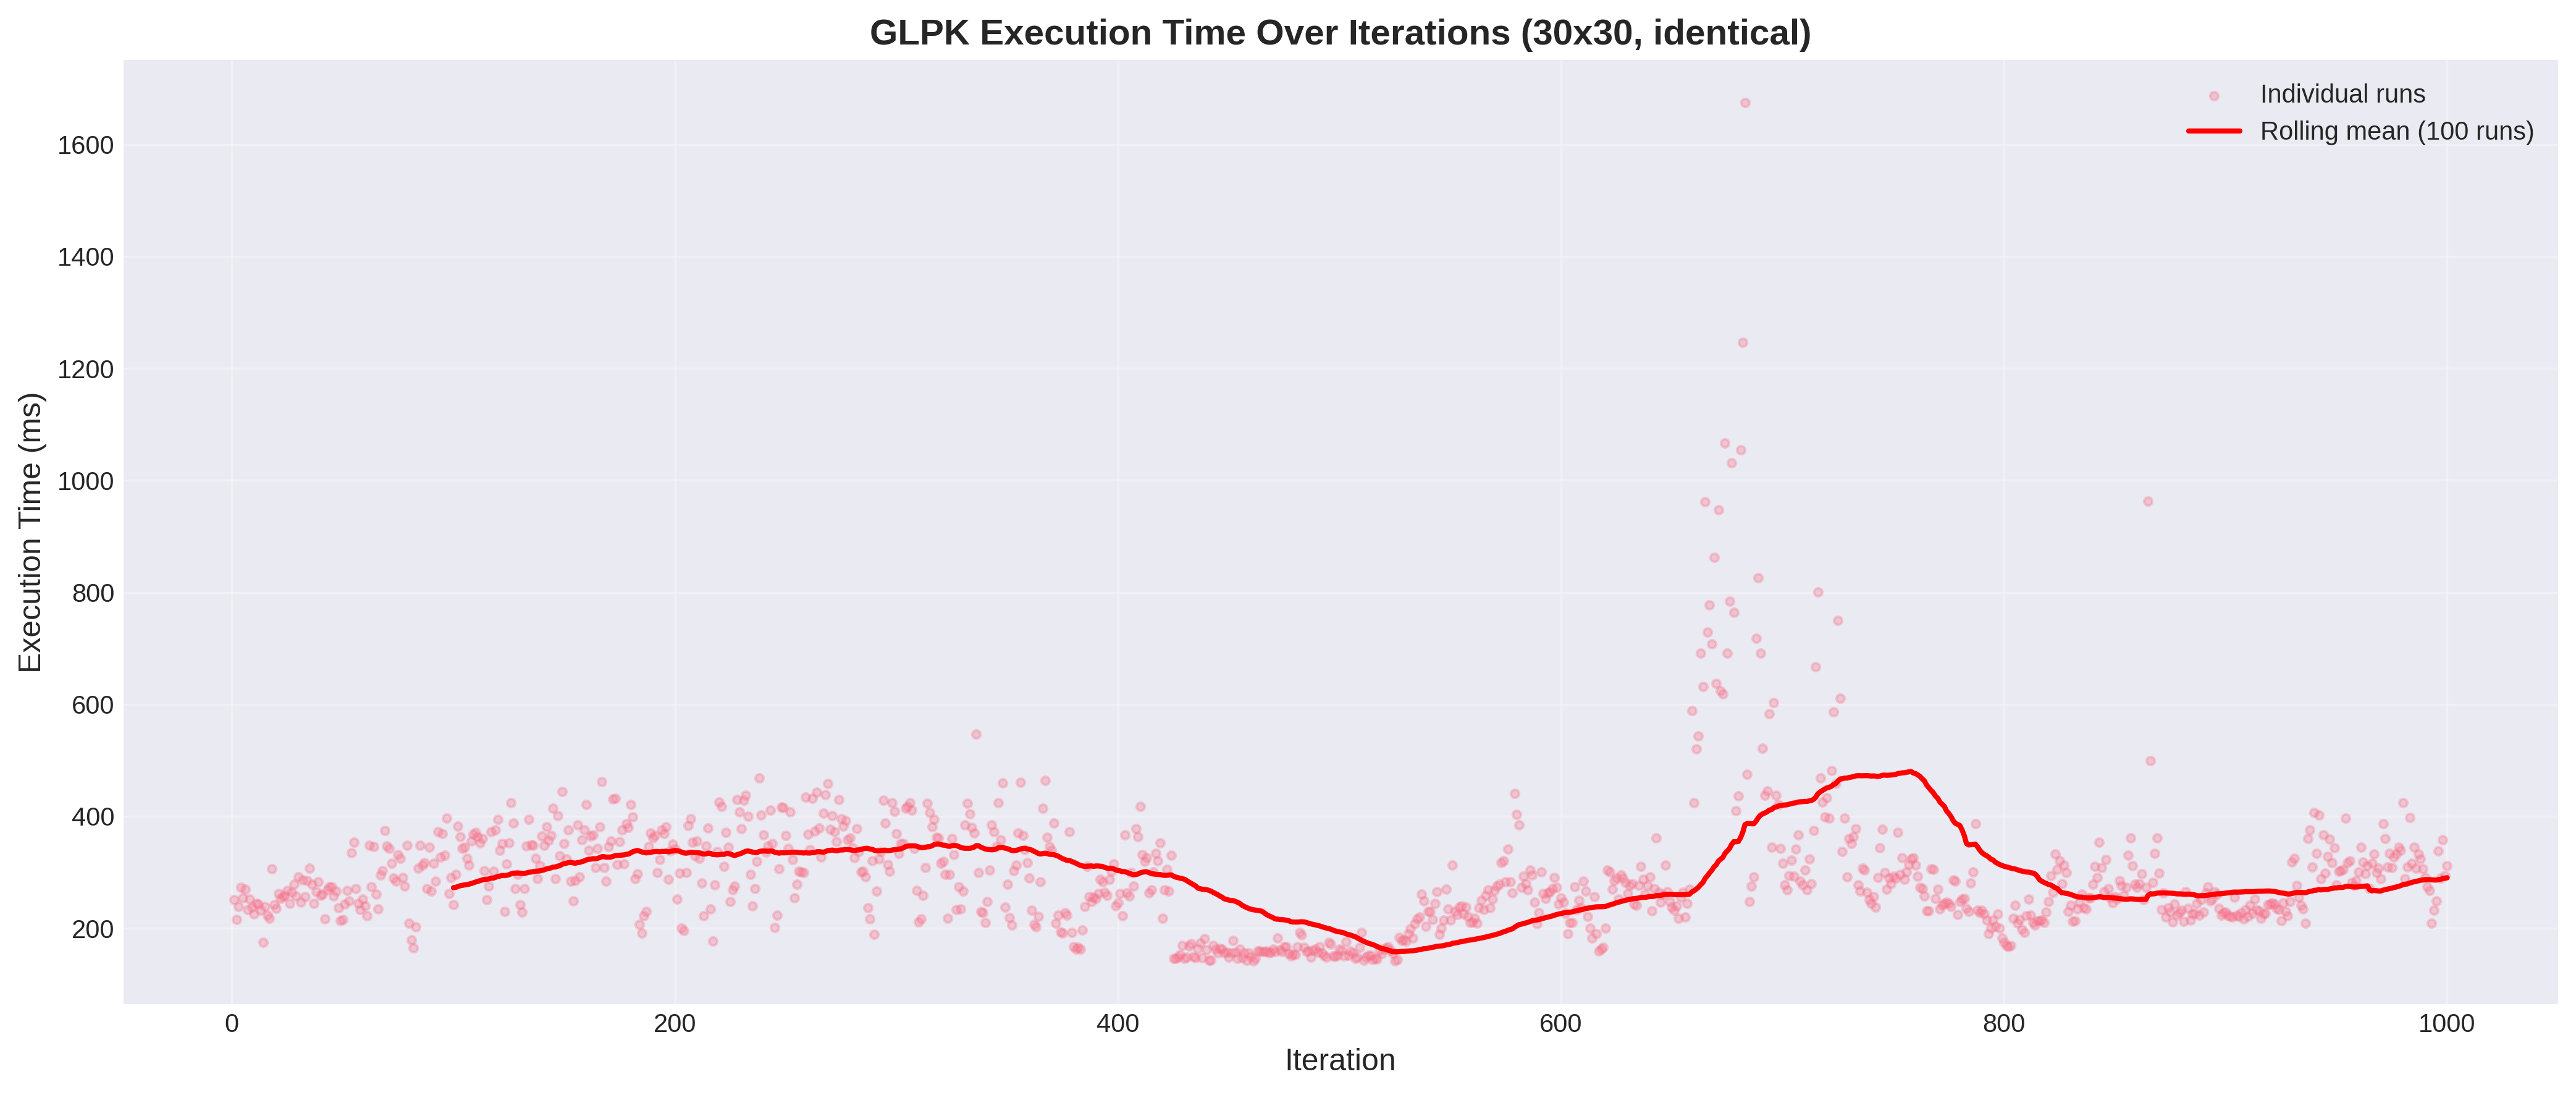 GLPK Execution Time Over Iterations (30x30, identical)
Individual runs
Rolling mean (100 runs)
Execution Time (ms)
1600
1400
1200
1000
800
600
400
200
0
200
400
600
800
1000
Iteration